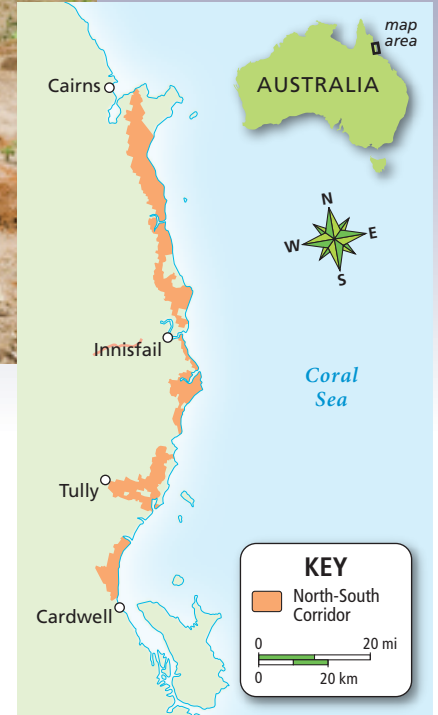 map
area
AUSTRALIA
Cairns
N
W
E
S
Innisfail
Coral
Sea
Tully
Cardwell
KEY
North-South
Corridor
0 20 mi
0 20 km